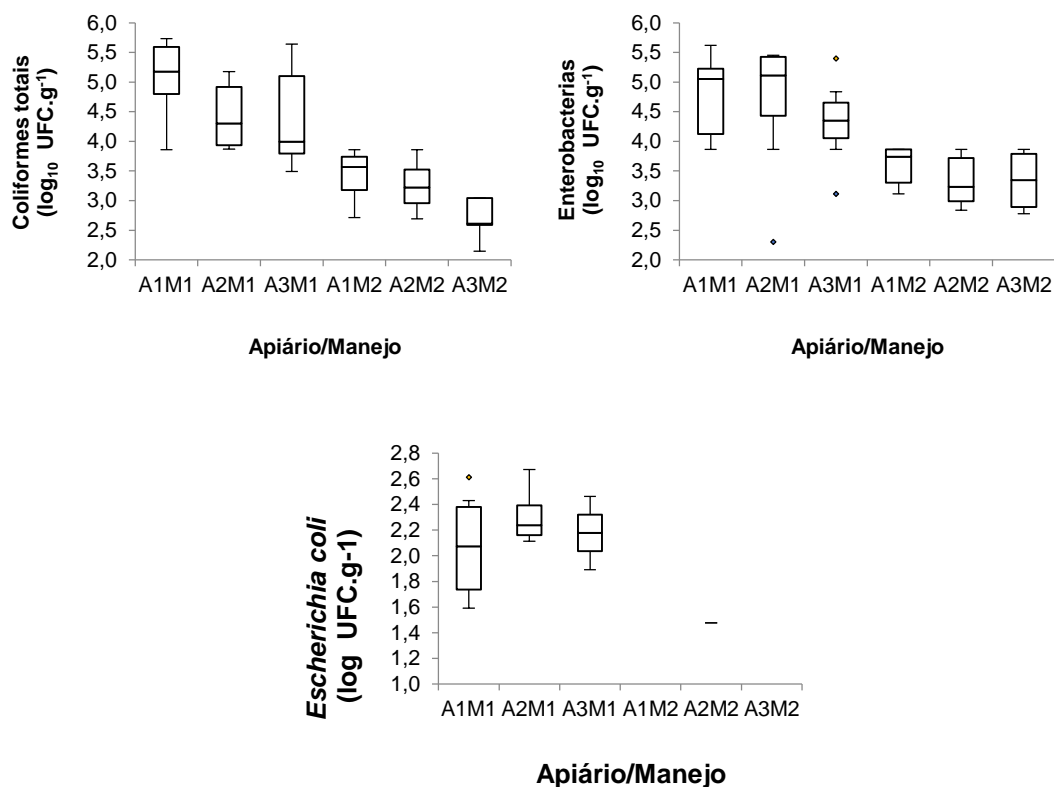 Coliformes totais
(log₁₀ UFC.g⁻¹)
6,0
5,5
5,0
4,5
4,0
3,5
3,0
2,5
2,0
A1M1 A2M1 A3M1 A1M2 A2M2 A3M2
Apiário/Manejo
Enterobacterias
(log₁₀ UFC.g⁻¹)
6,0
5,5
5,0
4,5
4,0
3,5
3,0
2,5
2,0
A1M1 A2M1 A3M1 A1M2 A2M2 A3M2
Apiário/Manejo
Escherichia coli
(log UFC.g-1)
2,8
2,6
2,4
2,2
2,0
1,8
1,6
1,4
1,2
1,0
A1M1 A2M1 A3M1 A1M2 A2M2 A3M2
Apiário/Manejo